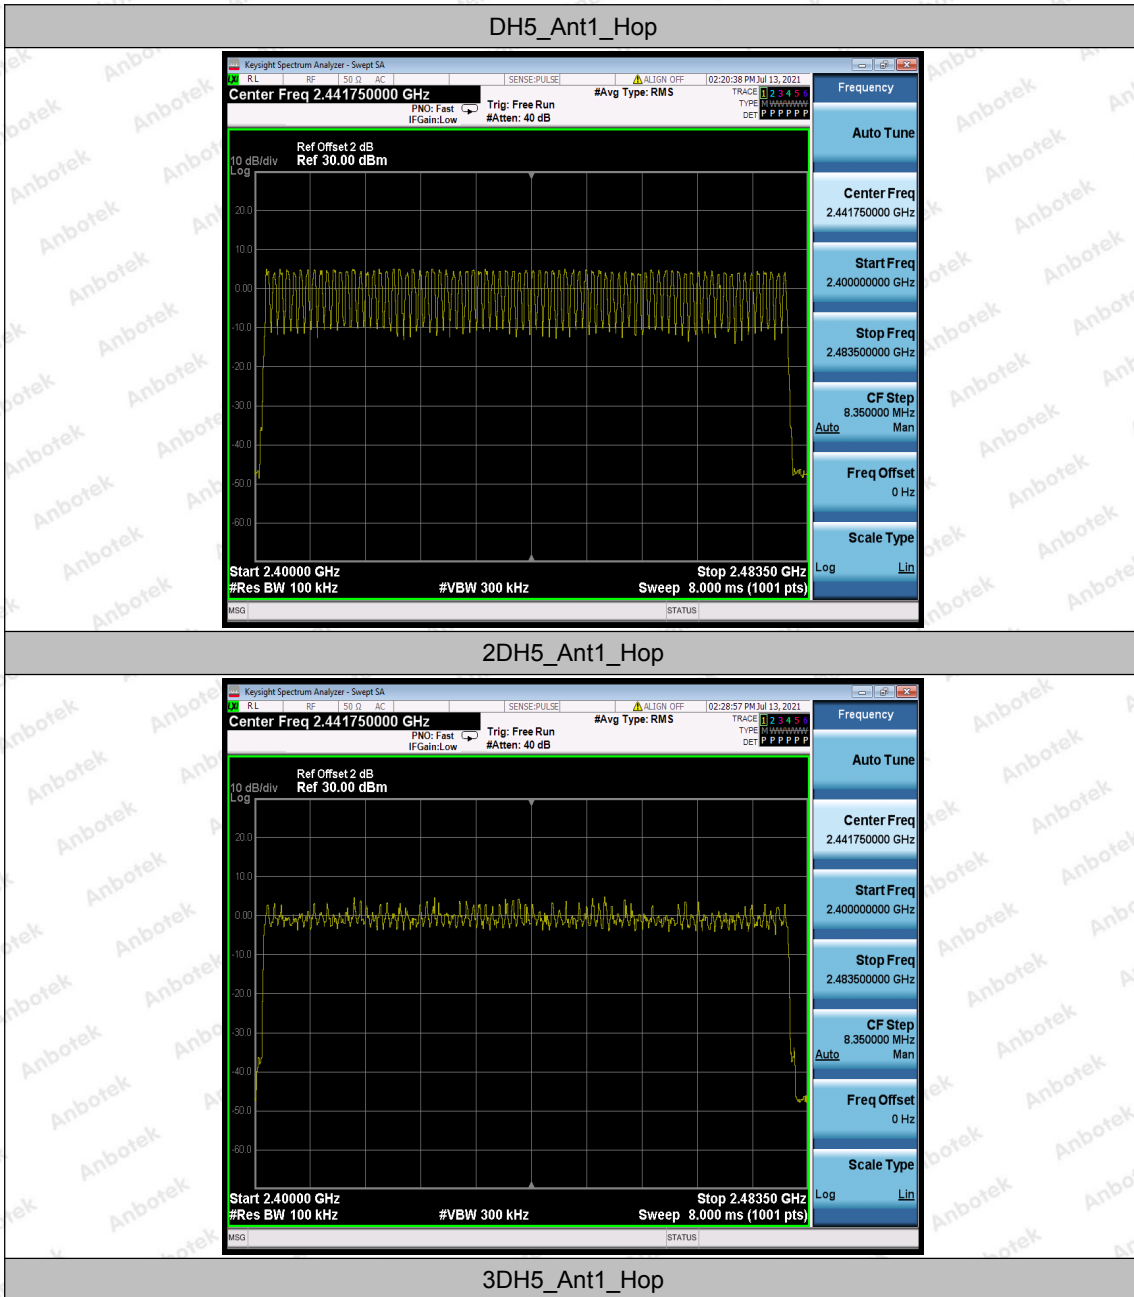 DH5_Ant1_Hop
Keysight Spectrum Analyzer - Swept SA
RL RF 50 Ω AC SENSE:PULSE ALIGN OFF 02:20:38 PM Jul 13, 2021
Center Freq 2.441750000 GHz
PNO: Fast
IFGain:Low
Trig: Free Run
#Atten: 40 dB
#Avg Type: RMS
TRACE 1 2 3 4 5 6
TYPE M WWWWW
DET P P P P P P
Ref Offset 2 dB
10 dB/div Ref 30.00 dBm
Log
20.0
10.0
0.00
-10.0
-20.0
-30.0
-40.0
-50.0
-60.0
Start 2.40000 GHz Stop 2.48350 GHz
#Res BW 100 kHz #VBW 300 kHz Sweep 8.000 ms (1001 pts)
MSG STATUS
Frequency
Auto Tune
Center Freq
2.441750000 GHz
Start Freq
2.400000000 GHz
Stop Freq
2.483500000 GHz
CF Step
8.350000 MHz
Auto Man
Freq Offset
0 Hz
Scale Type
Log Lin
2DH5_Ant1_Hop
Keysight Spectrum Analyzer - Swept SA
RL RF 50 Ω AC SENSE:PULSE ALIGN OFF 02:28:57 PM Jul 13, 2021
Center Freq 2.441750000 GHz
PNO: Fast
IFGain:Low
Trig: Free Run
#Atten: 40 dB
#Avg Type: RMS
TRACE 1 2 3 4 5 6
TYPE M WWWWW
DET P P P P P P
Ref Offset 2 dB
10 dB/div Ref 30.00 dBm
Log
20.0
10.0
0.00
-10.0
-20.0
-30.0
-40.0
-50.0
-60.0
Start 2.40000 GHz Stop 2.48350 GHz
#Res BW 100 kHz #VBW 300 kHz Sweep 8.000 ms (1001 pts)
MSG STATUS
Frequency
Auto Tune
Center Freq
2.441750000 GHz
Start Freq
2.400000000 GHz
Stop Freq
2.483500000 GHz
CF Step
8.350000 MHz
Auto Man
Freq Offset
0 Hz
Scale Type
Log Lin
3DH5_Ant1_Hop
Anbotek